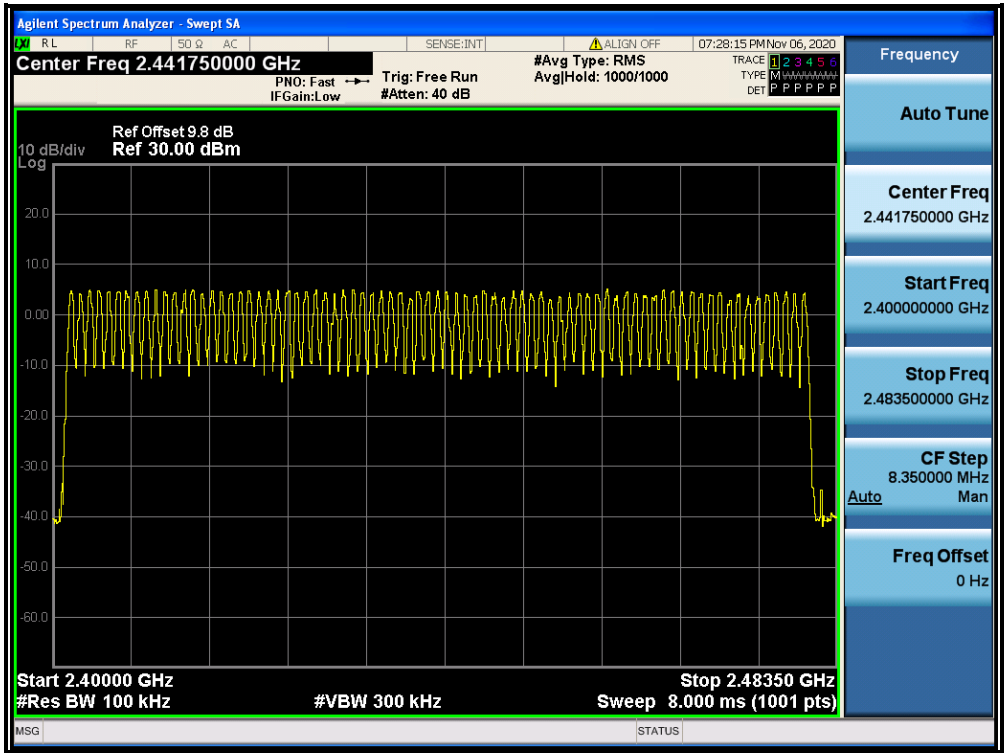 Agilent Spectrum Analyzer - Swept SA
LXI RL RF 50 Ω AC SENSE:INT ALIGN OFF 07:28:15 PM Nov 06, 2020
Center Freq 2.441750000 GHz
PNO: Fast
IFGain:Low
Trig: Free Run
#Atten: 40 dB
#Avg Type: RMS
Avg|Hold: 1000/1000
TRACE 1 2 3 4 5 6
TYPE M WWWWW
DET P P P P P P
Frequency
Auto Tune
Center Freq
2.441750000 GHz
Start Freq
2.400000000 GHz
Stop Freq
2.483500000 GHz
CF Step
8.350000 MHz
Auto Man
Freq Offset
0 Hz
Ref Offset 9.8 dB
10 dB/div Ref 30.00 dBm
Log
20.0
10.0
0.00
-10.0
-20.0
-30.0
-40.0
-50.0
-60.0
Start 2.40000 GHz Stop 2.48350 GHz
#Res BW 100 kHz #VBW 300 kHz Sweep 8.000 ms (1001 pts)
MSG STATUS